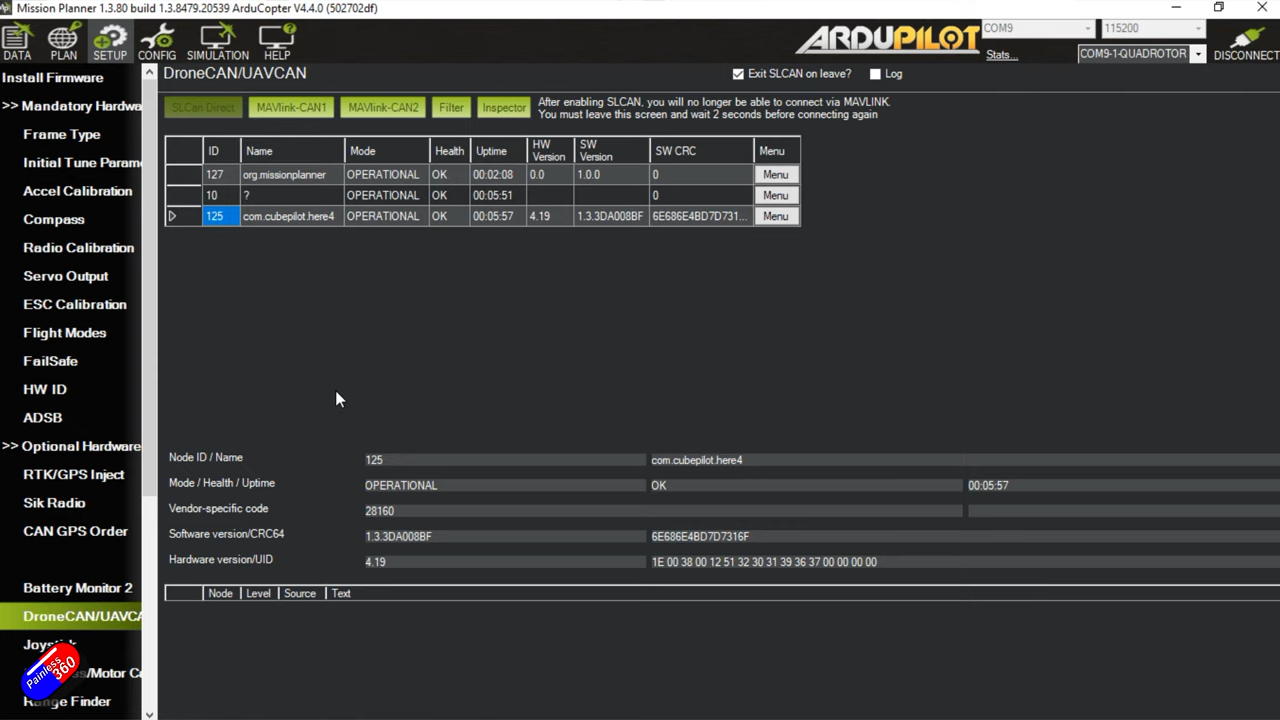 Mission Planner 1.3.80 build 1.3.8479.20539 ArduCopter V4.4.0 (502702df)
DATA PLAN SETUP CONFIG SIMULATION HELP
ARDUPILOT
COM9 115200
Stats... COM9-1-QUADROTOR DISCONNECT
Install Firmware
>> Mandatory Hardwa
Frame Type
Initial Tune Parame
Accel Calibration
Compass
Radio Calibration
Servo Output
ESC Calibration
Flight Modes
FailSafe
HW ID
ADSB
>> Optional Hardware
RTK/GPS Inject
Sik Radio
CAN GPS Order
Battery Monitor 2
DroneCAN/UAVCA
Joystick
/Motor Ca
Range Finder
Painless 360
DroneCAN/UAVCAN
Exit SLCAN on leave? Log
SLCan Direct MAVlink-CAN1 MAVlink-CAN2 Filter Inspector
After enabling SLCAN, you will no longer be able to connect via MAVLINK.
You must leave this screen and wait 2 seconds before connecting again
ID Name Mode Health Uptime HW Version SW Version SW CRC Menu
127 org.missionplanner OPERATIONAL OK 00:02:08 0.0 1.0.0 0 Menu
10 ? OPERATIONAL OK 00:05:51 0 Menu
125 com.cubepilot.here4 OPERATIONAL OK 00:05:57 4.19 1.3.3DA008BF 6E686E4BD7D731... Menu
Node ID / Name 125 com.cubepilot.here4
Mode / Health / Uptime OPERATIONAL OK 00:05:57
Vendor-specific code 28160
Software version/CRC64 1.3.3DA008BF 6E686E4BD7D7316F
Hardware version/UID 4.19 1E 00 38 00 12 51 32 30 31 39 36 37 00 00 00 00
Node Level Source Text